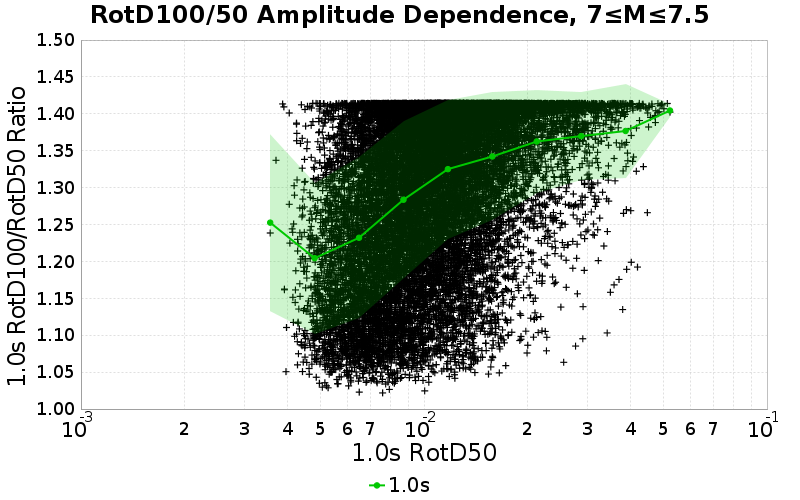 RotD100/50 Amplitude Dependence, 7≤M≤7.5
1.0s RotD100/RotD50 Ratio
1.50
1.45
1.40
1.35
1.30
1.25
1.20
1.15
1.10
1.05
1.00
10-3 2 3 4 5 6 7 10-2 2 3 4 5 6 7 10-1
1.0s RotD50
1.0s